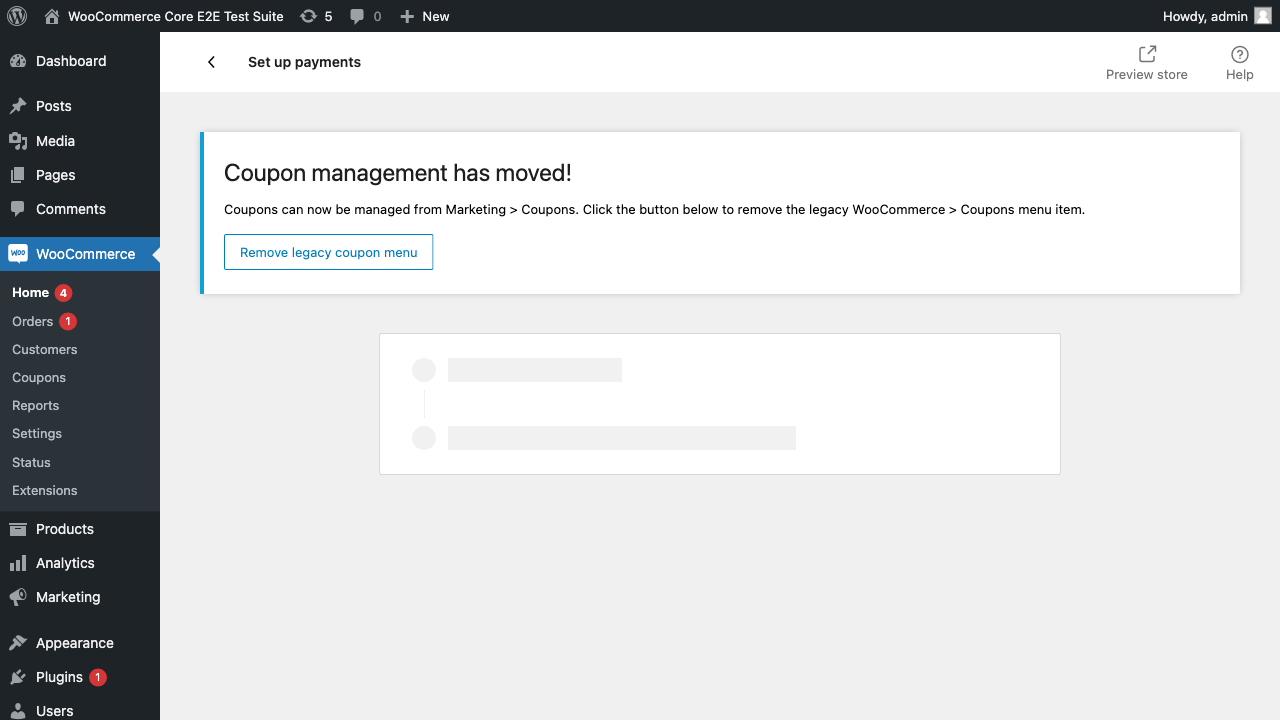 WooCommerce Core E2E Test Suite 5 0 New Howdy, admin
Dashboard
Posts
Media
Pages
Comments
WooCommerce
Home 4
Orders 1
Customers
Coupons
Reports
Settings
Status
Extensions
Products
Analytics
Marketing
Appearance
Plugins 1
Users
Set up payments
Preview store
Help
Coupon management has moved!
Coupons can now be managed from Marketing > Coupons. Click the button below to remove the legacy WooCommerce > Coupons menu item.
Remove legacy coupon menu